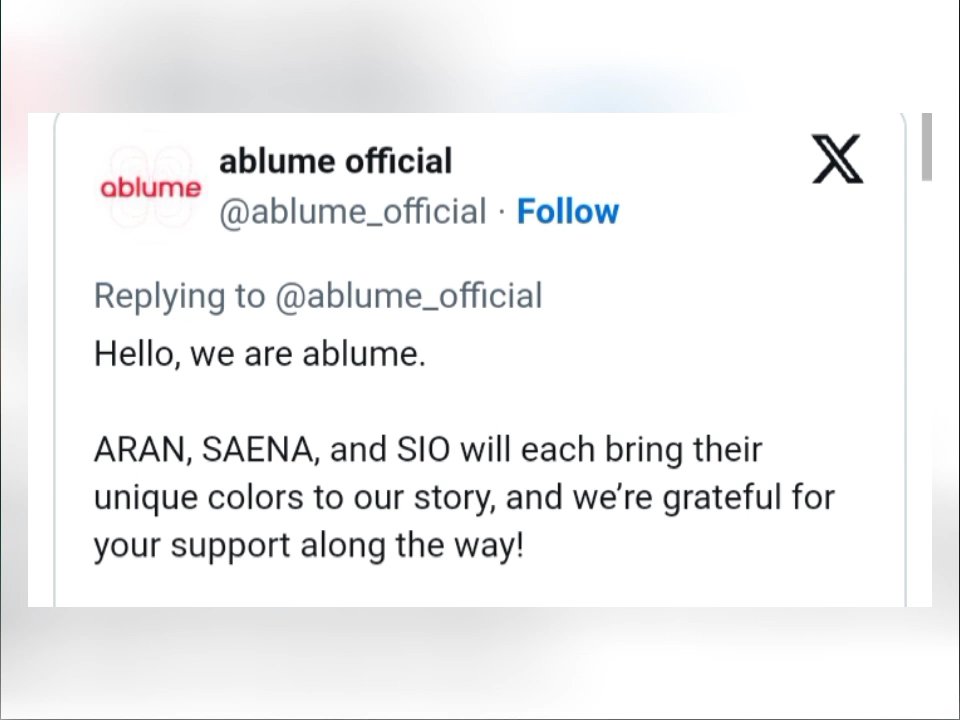 ablume
ablume official
@ablume_official · Follow
Replying to @ablume_official
Hello, we are ablume.
ARAN, SAENA, and SIO will each bring their
unique colors to our story, and we’re grateful for
your support along the way!